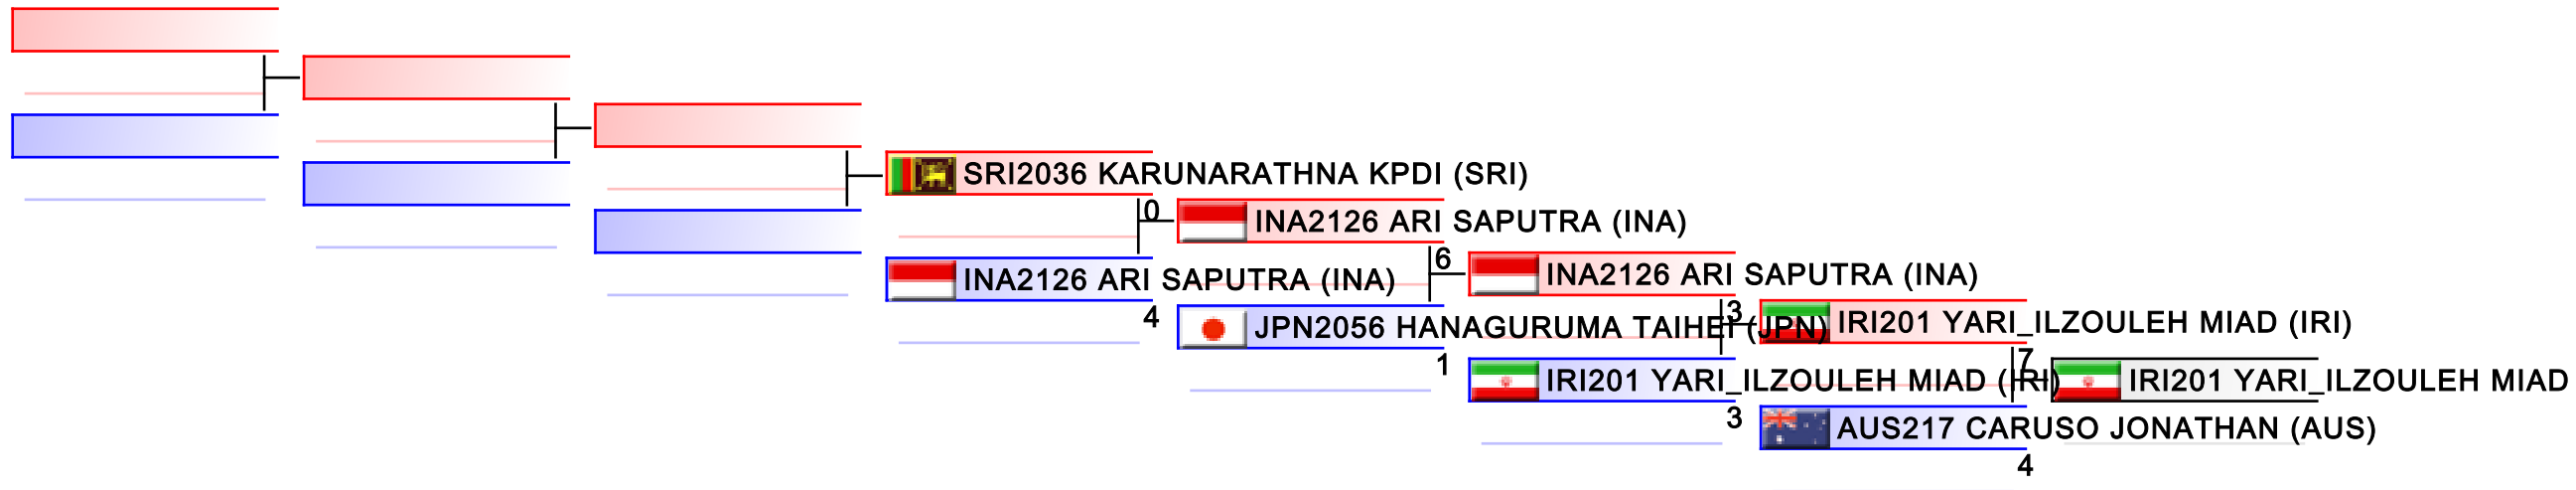 SRI2036 KARUNARATHNA KPDI (SRI)
0
INA2126 ARI SAPUTRA (INA)
INA2126 ARI SAPUTRA (INA)
4
6
INA2126 ARI SAPUTRA (INA)
JPN2056 HANAGURUMA TAIHEI (JPN)
1
3
IRI201 YARI_ILZOULEH MIAD (IRI)
IRI201 YARI_ILZOULEH MIAD (IRI)
3
7
IRI201 YARI_ILZOULEH MIAD
AUS217 CARUSO JONATHAN (AUS)
4